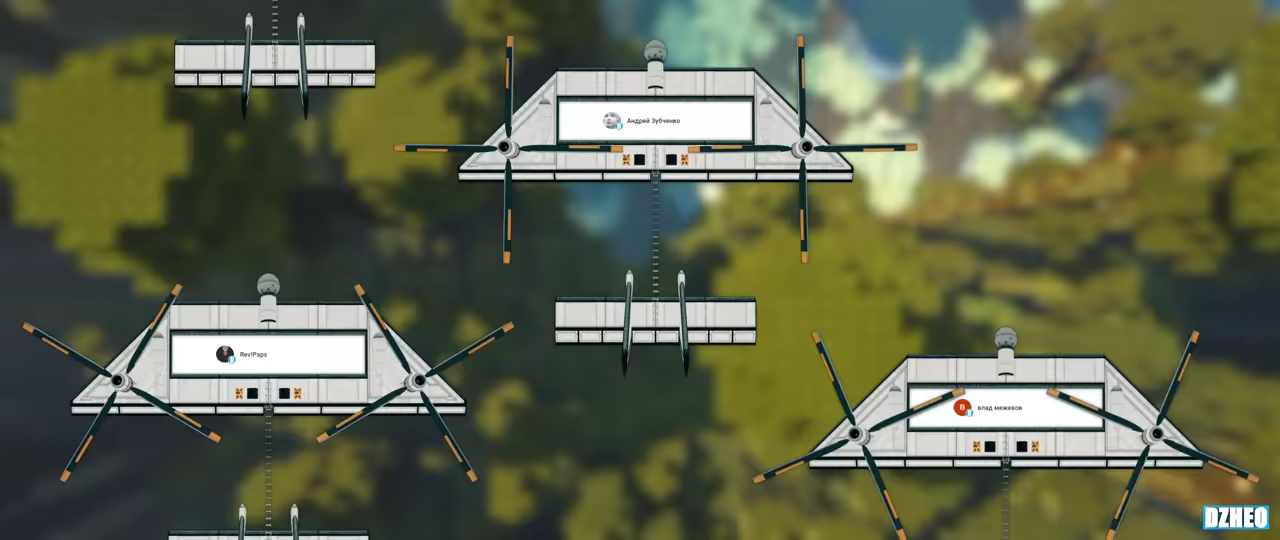 Андрей Зубченко
Rev!Paps
В
влад межевов
DZHEO